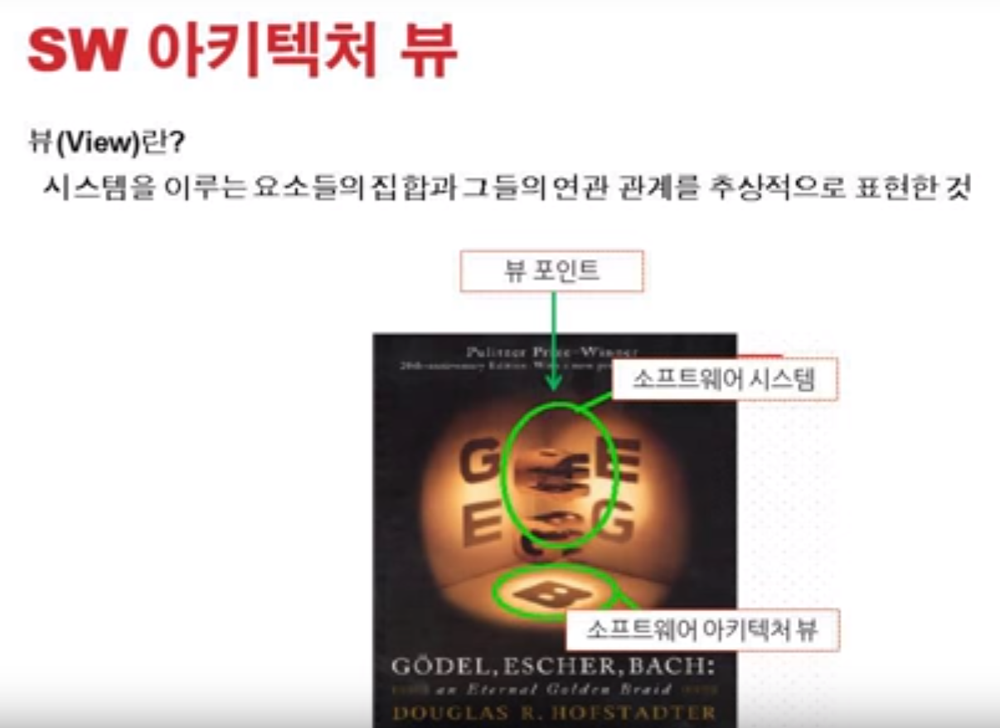 SW 아키텍처 뷰
뷰(View)란?
시스템을 이루는 요소들의 집합과 그들의 연관 관계를 추상적으로 표현한 것
뷰 포인트
Pulitzer Prize-Winner
20th-anniversary Edition: With a new
소프트웨어 시스템
G E
E G
B
소프트웨어 아키텍처 뷰
GÖDEL, ESCHER, BACH:
an Eternal Golden Braid
DOUGLAS R. HOFSTADTER